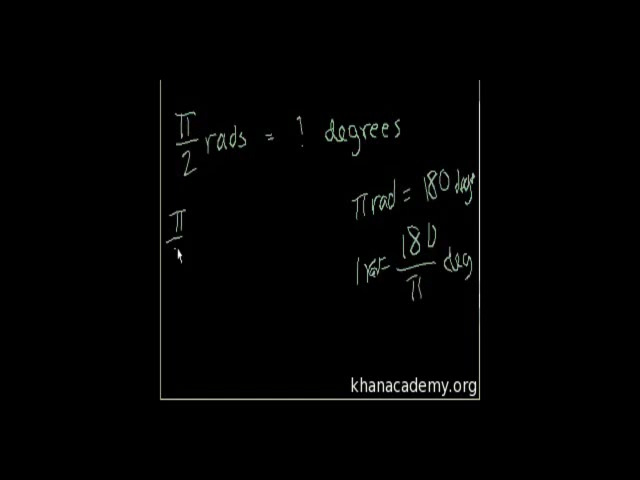 π/2 rads = ? degrees
π rad = 180 deg
1 rad = 180/π deg
π
khanacademy.org